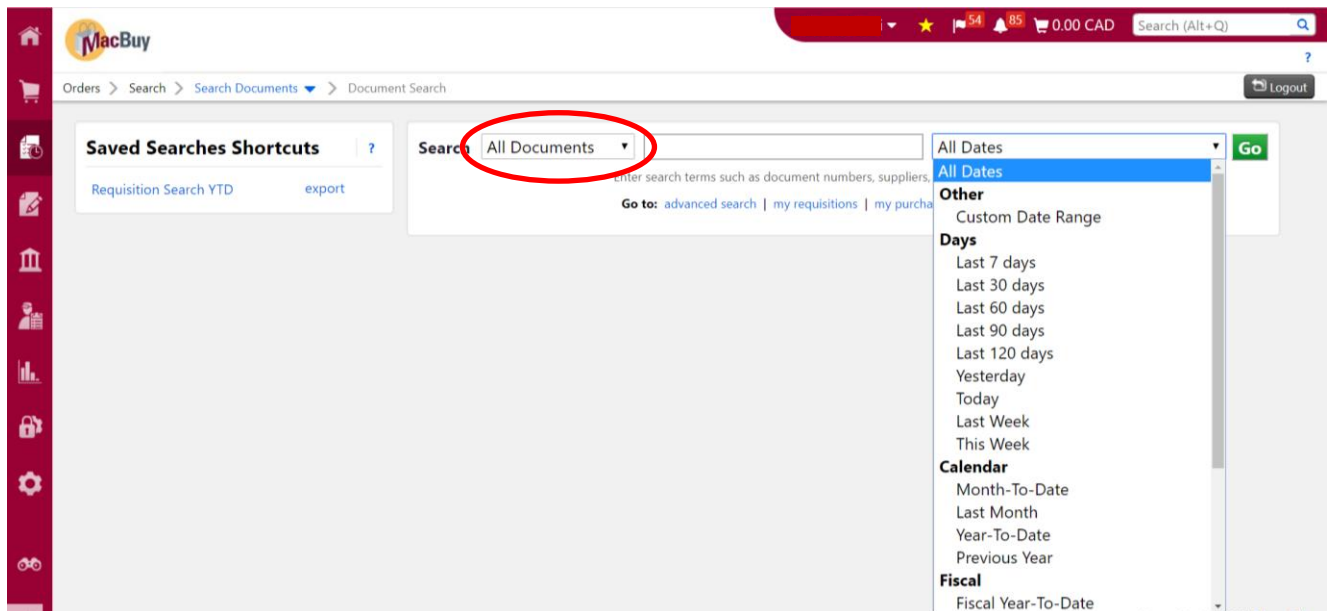 MacBuy
54 85 0.00 CAD Search (Alt+Q)
?
Orders > Search > Search Documents > Document Search
Logout
Saved Searches Shortcuts ?
Requisition Search YTD export
Search All Documents All Dates Go
Enter search terms such as document numbers, suppliers,
Go to: advanced search | my requisitions | my purcha
All Dates
Other
Custom Date Range
Days
Last 7 days
Last 30 days
Last 60 days
Last 90 days
Last 120 days
Yesterday
Today
Last Week
This Week
Calendar
Month-To-Date
Last Month
Year-To-Date
Previous Year
Fiscal
Fiscal Year-To-Date